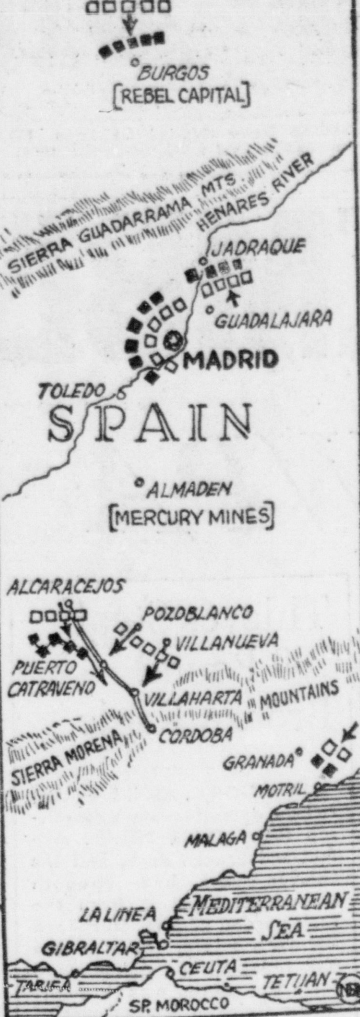 BURGOS
[REBEL CAPITAL]
SIERRA GUADARRAMA MTS
HENARES RIVER
JADRAQUE
GUADALAJARA
MADRID
TOLEDO
SPAIN
ALMADEN
[MERCURY MINES]
ALCARACEJOS
POZOBLANCO
VILLANUEVA
PUERTO
CATRAVENO
VILLAHARTA
MOUNTAINS
SIERRA MORENA
CORDOBA
GRANADA
MOTRIL
MALAGA
MEDITERRANEAN
SEA
LA LINEA
GIBRALTAR
CEUTA
TARIFA
TETUAN
SP. MOROCCO